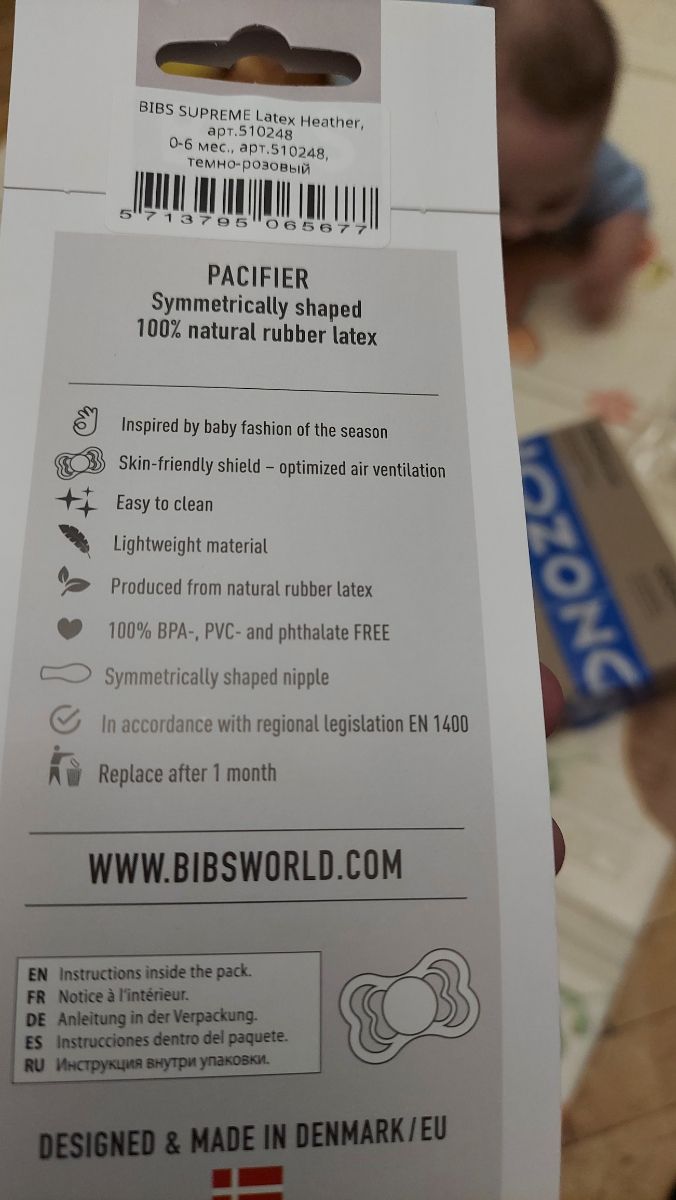 BIBS SUPREME Latex Heather,
арт.510248
0-6 мес., арт.510248,
темно-розовый
5 713795 065677
PACIFIER
Symmetrically shaped
100% natural rubber latex
Inspired by baby fashion of the season
Skin-friendly shield – optimized air ventilation
Easy to clean
Lightweight material
Produced from natural rubber latex
100% BPA-, PVC- and phthalate FREE
Symmetrically shaped nipple
In accordance with regional legislation EN 1400
Replace after 1 month
WWW.BIBSWORLD.COM
EN Instructions inside the pack.
FR Notice à l'intérieur.
DE Anleitung in der Verpackung.
ES Instrucciones dentro del paquete.
RU Инструкция внутри упаковки.
DESIGNED & MADE IN DENMARK/EU